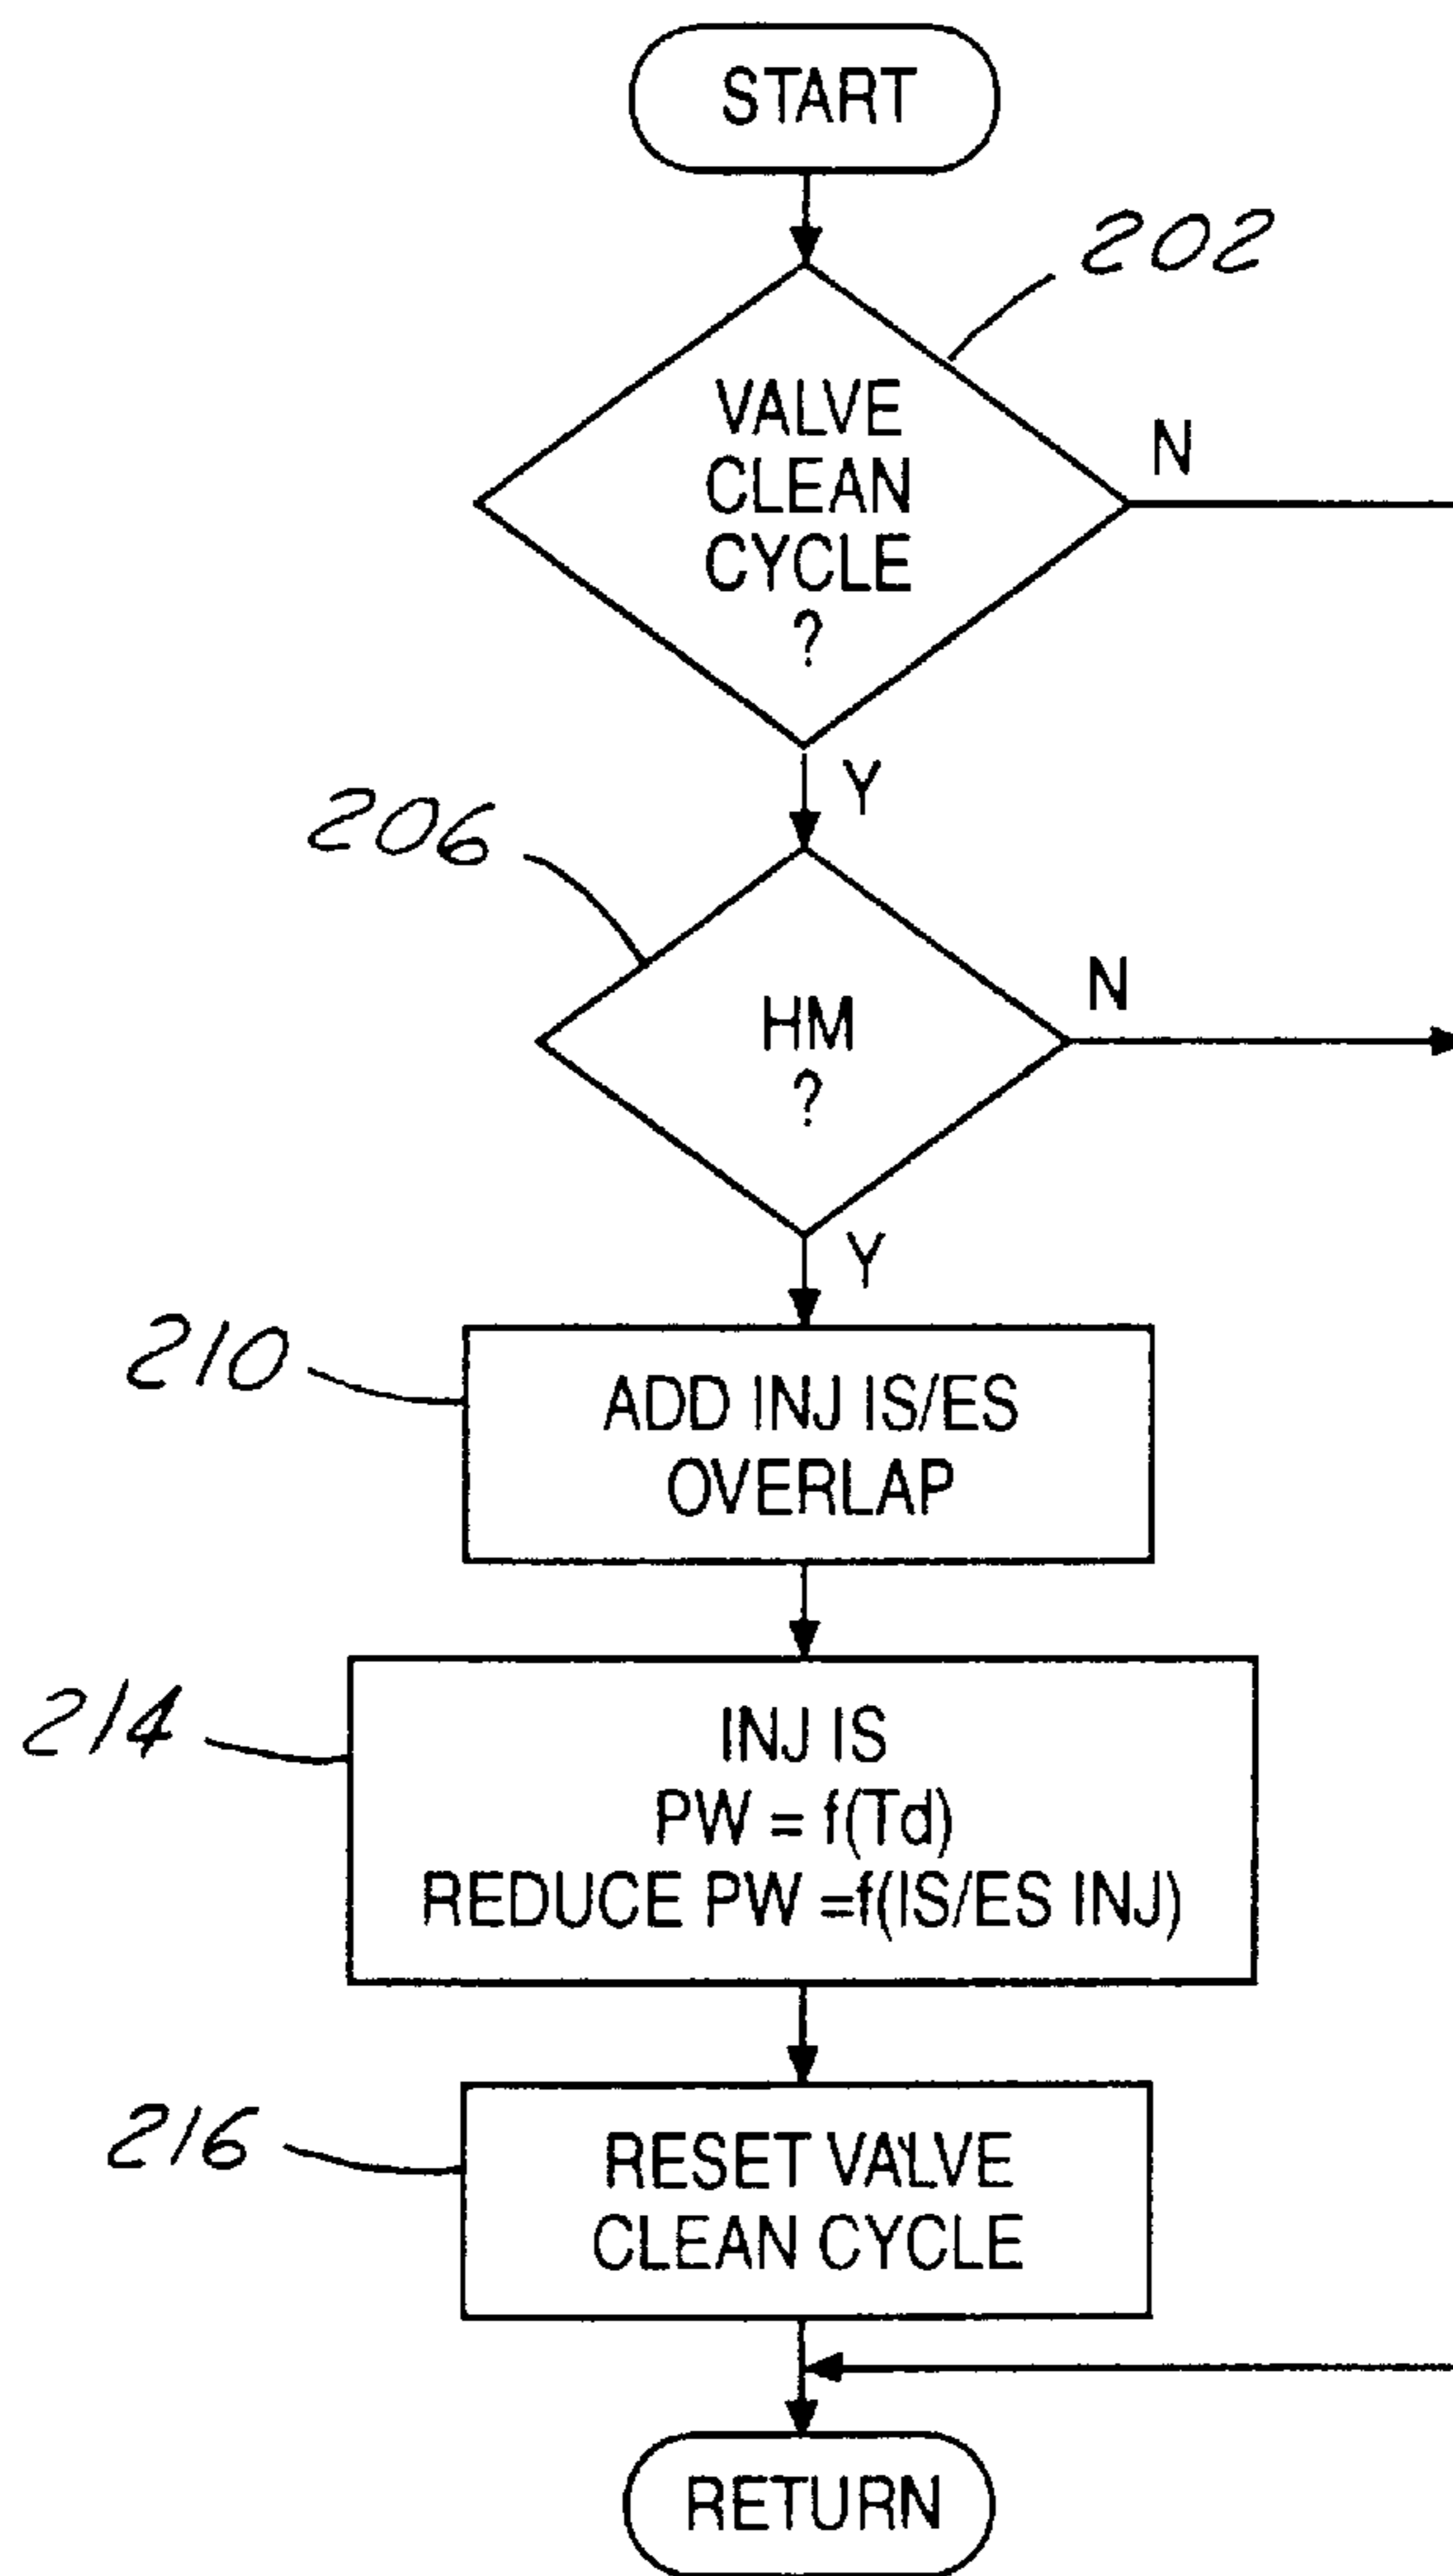 START
202
VALVE
CLEAN
CYCLE
?
N
Y
206
HM
?
N
Y
210
ADD INJ IS/ES
OVERLAP
214
INJ IS
PW = f(Td)
REDUCE PW =f(IS/ES INJ)
216
RESET VALVE
CLEAN CYCLE
RETURN